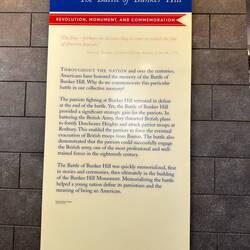 The Battle of Bunker Hill
REVOLUTION, MONUMENT, AND COMMEMORATION
THROUGHOUT THE NATION and over the centuries,
Americans have honored the memory of the Battle of
Bunker Hill. Why do we commemorate this particular
battle in our collective memory?
The patriots fighting at Bunker Hill retreated in defeat
at the end of the battle. Yet, the Battle of Bunker Hill
provided a significant strategic gain for the patriots. In
battering the British Army, they thwarted British plans
to fortify Dorchester Heights and attack patriot troops at
Roxbury. This enabled the patriots to force the eventual
evacuation of British troops from Boston. The battle also
demonstrated that the patriots could successfully engage
the British army, one of the most professional and well-
trained forces in the eighteenth century.
The Battle of Bunker Hill was quickly memorialized, first
in stories and ceremonies, then ultimately in the building
of the Bunker Hill Monument. Memorializing the battle
helped a young nation define its patriotism and the
meaning of being an American.